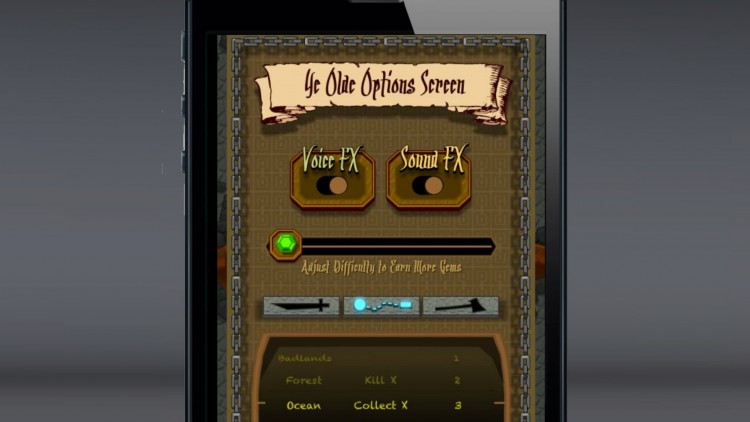 Ye Olde Options Screen
Voice FX Sound FX
Adjust Difficulty to Earn More Gems
Badlands 1
Forest Kill X 2
Ocean Collect X 3